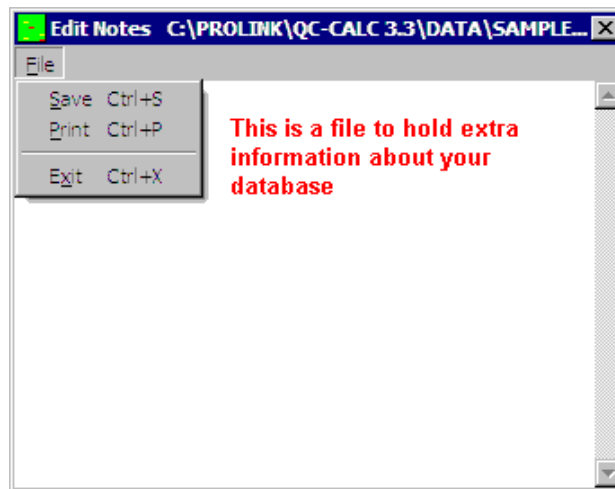 Edit Notes C:\PROLINK\QC-CALC 3.3\DATA\SAMPLE...
File
Save Ctrl+S
Print Ctrl+P
Exit Ctrl+X
This is a file to hold extra
information about your
database